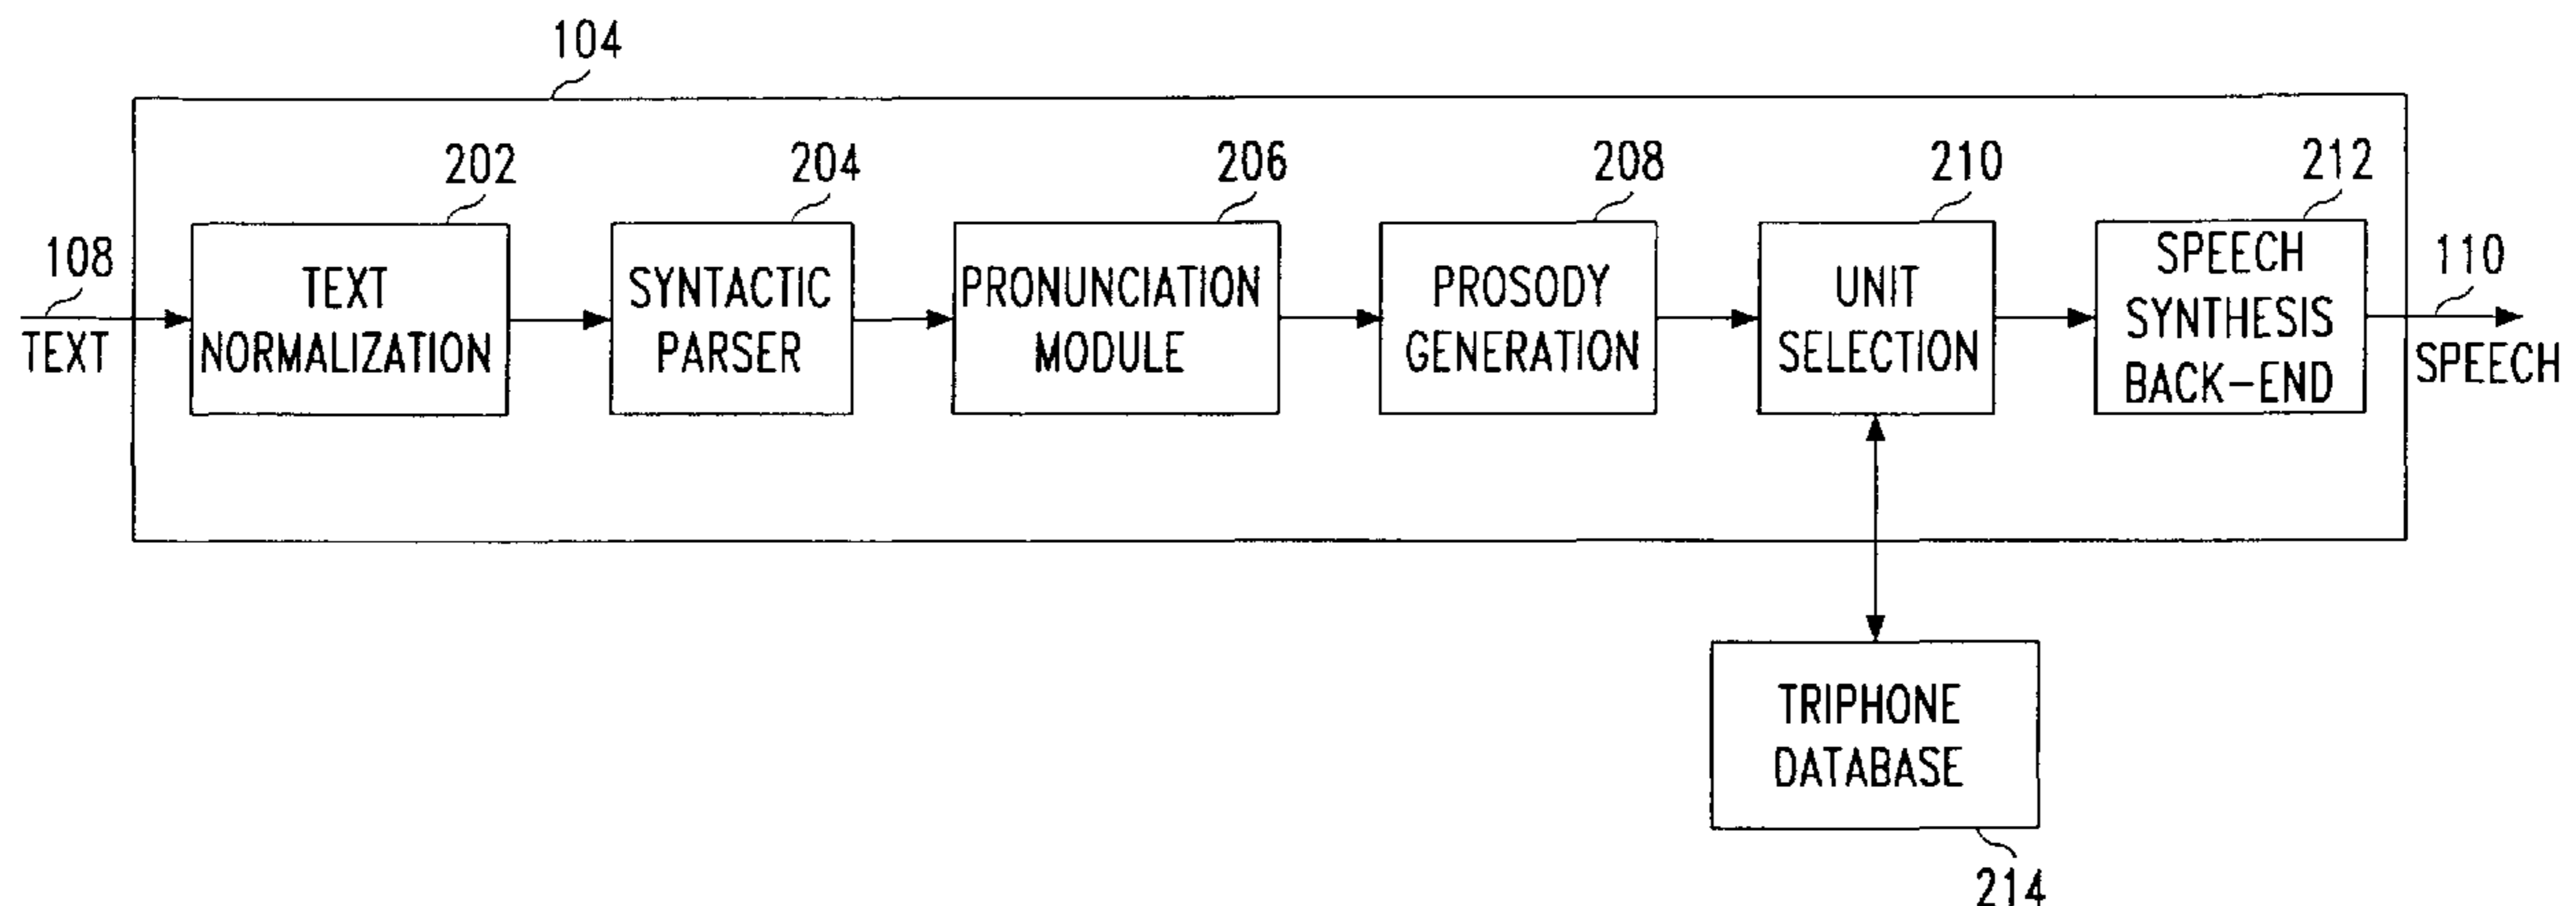 104
202
204
206
208
210
212
108
TEXT
TEXT
NORMALIZATION
SYNTACTIC
PARSER
PRONUNCIATION
MODULE
PROSODY
GENERATION
UNIT
SELECTION
SPEECH
SYNTHESIS
BACK-END
110
SPEECH
TRIPHONE
DATABASE
214